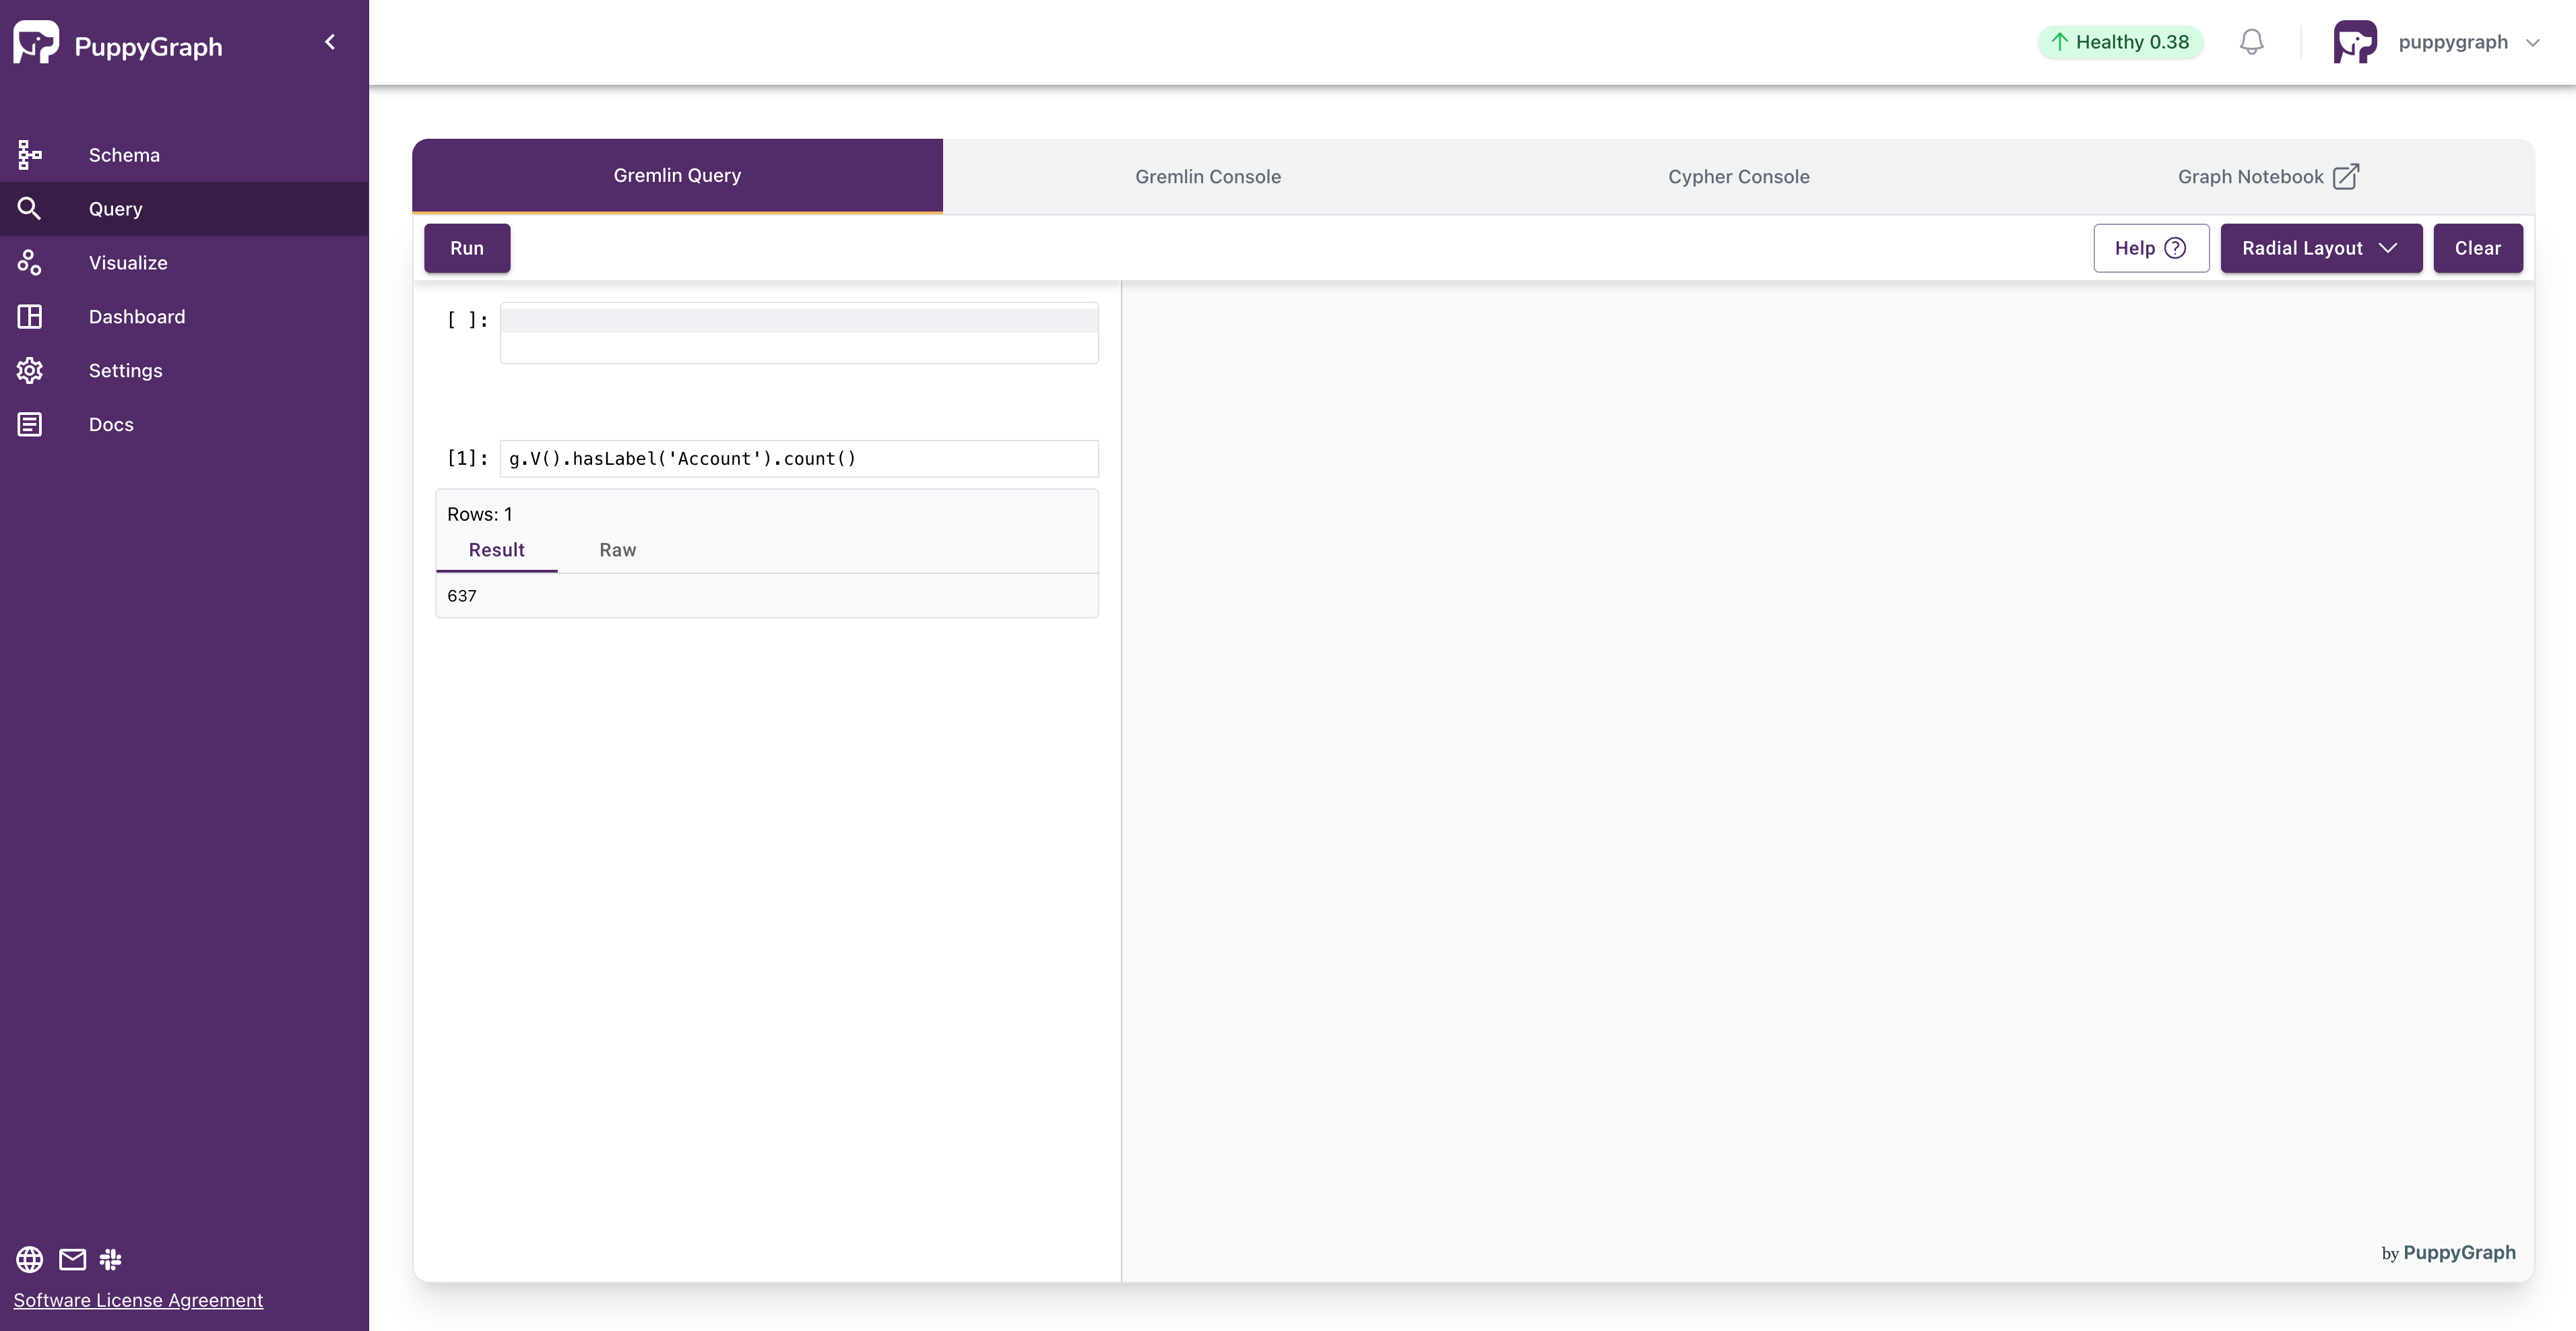 PuppyGraph
Healthy 0.38
puppygraph
Schema
Query
Visualize
Dashboard
Settings
Docs
Gremlin Query
Gremlin Console
Cypher Console
Graph Notebook
Run
Help ?
Radial Layout
Clear
[ ]:
[1]: g.V().hasLabel('Account').count()
Rows: 1
Result Raw
637
by PuppyGraph
Software License Agreement